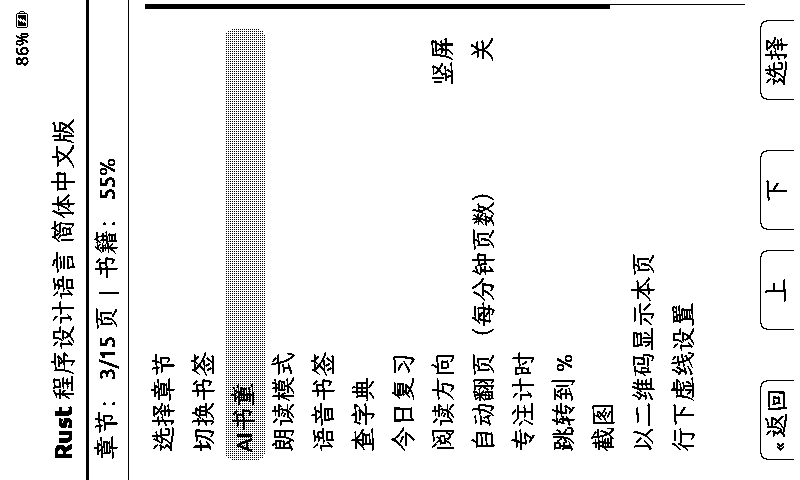 86%
Rust 程序设计语言 简体中文版
章节： 3/15 页 | 书籍： 55%
选择章节
切换书签
AI 书童
朗读模式
语音书签
查字典
今日复习
阅读方向 竖屏
自动翻页（每分钟页数） 关
专注计时
跳转到 %
截图
以二维码显示本页
行下虚线设置
« 返回 上 下 选择